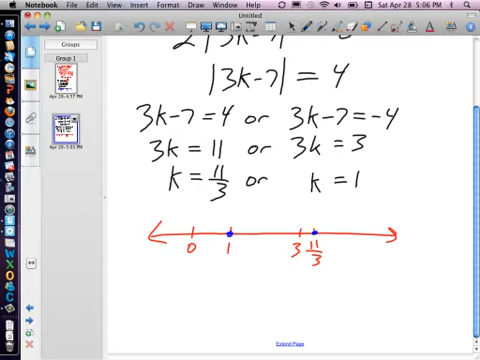 Notebook File Edit View Insert Format Window Help Sat Apr 28 5:06 PM
Untitled
Groups
Group 1
|3k-7| = 4
3k-7=4 or 3k-7=-4
3k = 11 or 3k = 3
k = 11/3 or k = 1
0 1 3 11/3
Extend Page